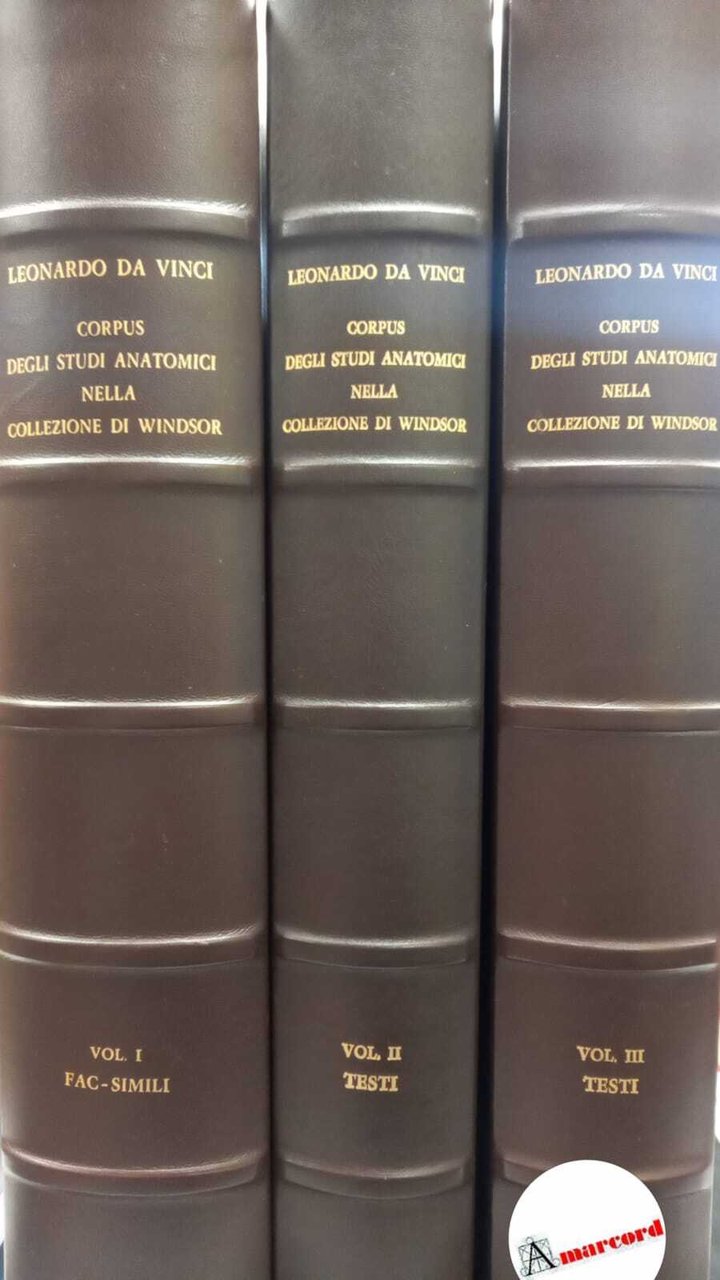 LEONARDO DA VINCI
CORPUS
DEGLI STUDI ANATOMICI
NELLA
COLLEZIONE DI WINDSOR
VOL. I
FAC-SIMILI
LEONARDO DA VINCI
CORPUS
DEGLI STUDI ANATOMICI
NELLA
COLLEZIONE DI WINDSOR
VOL. II
TESTI
LEONARDO DA VINCI
CORPUS
DEGLI STUDI ANATOMICI
NELLA
COLLEZIONE DI WINDSOR
VOL. III
TESTI
Amarcord